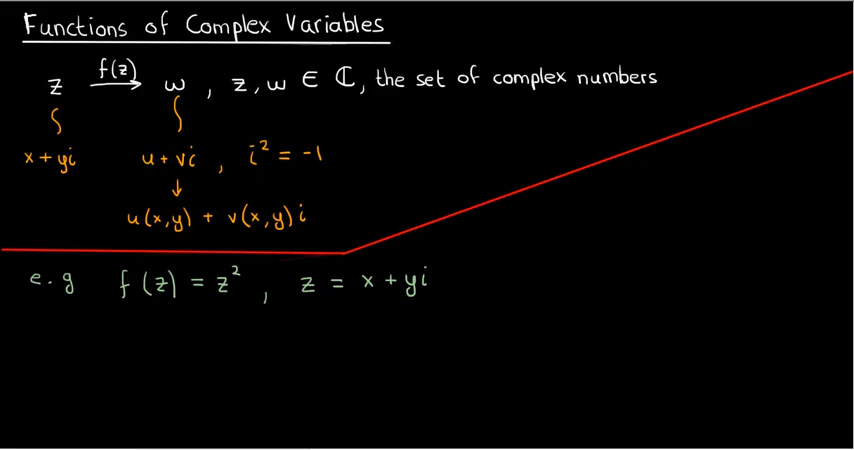 Functions of Complex Variables
z f(z)→ w , z, w ∈ ℂ, the set of complex numbers
x + yi u + vi , i² = -1
↓
u(x,y) + v(x,y) i
e.g f(z) = z² , z = x + yi